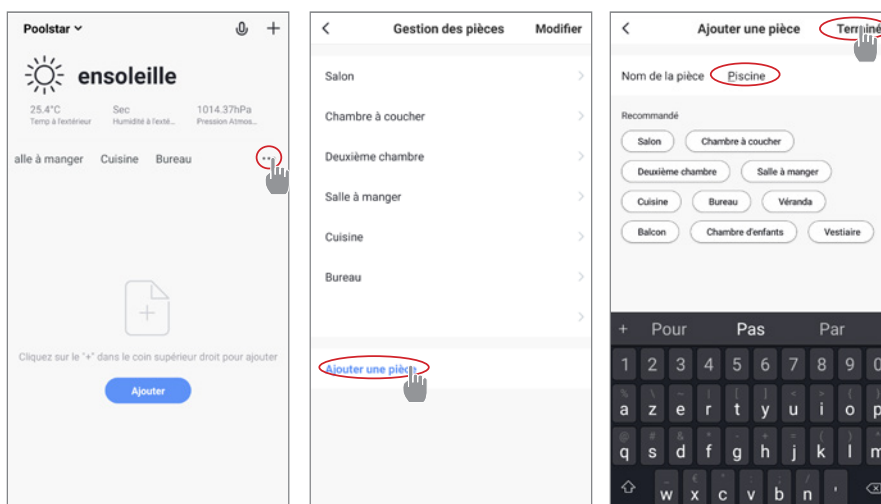 Poolstar
+
ensoleille
25.4°C Sec 1014.37hPa
Temp à l'extérieur Humidité à l'exté... Pression Atmos...
alle à manger Cuisine Bureau ...
Cliquez sur le "+" dans le coin supérieur droit pour ajouter
Ajouter
< Gestion des pièces Modifier
Salon >
Chambre à coucher >
Deuxième chambre >
Salle à manger >
Cuisine >
Bureau >
>
Ajouter une pièce
< Ajouter une pièce Terminé
Nom de la pièce Piscine
Recommandé
Salon Chambre à coucher
Deuxième chambre Salle à manger
Cuisine Bureau Véranda
Balcon Chambre d'enfants Vestiaire
+ Pour Pas Par
1 2 3 4 5 6 7 8 9 0
a z e r t y u i o p
q s d f g h j k l m
w x c v b n '